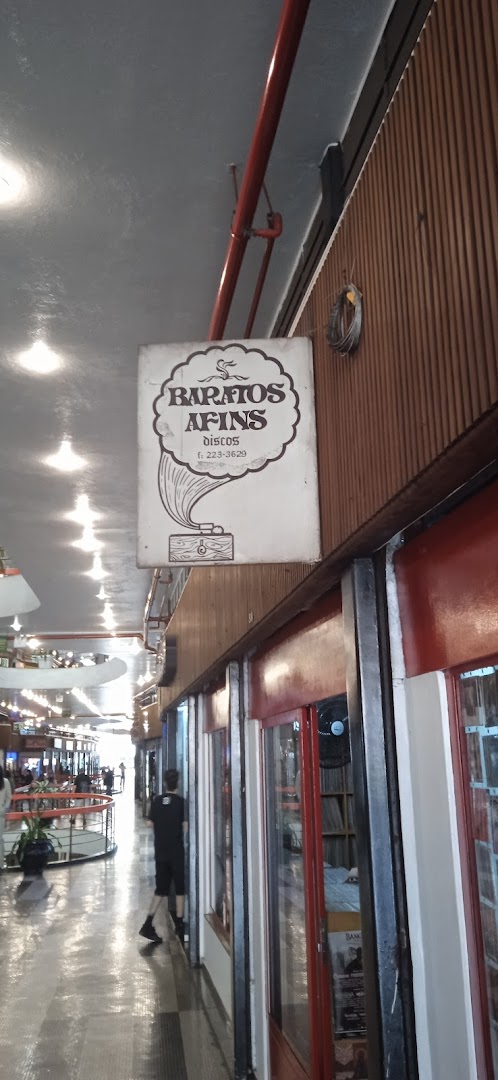 BARATOS
AFINS
discos
f: 223-3629